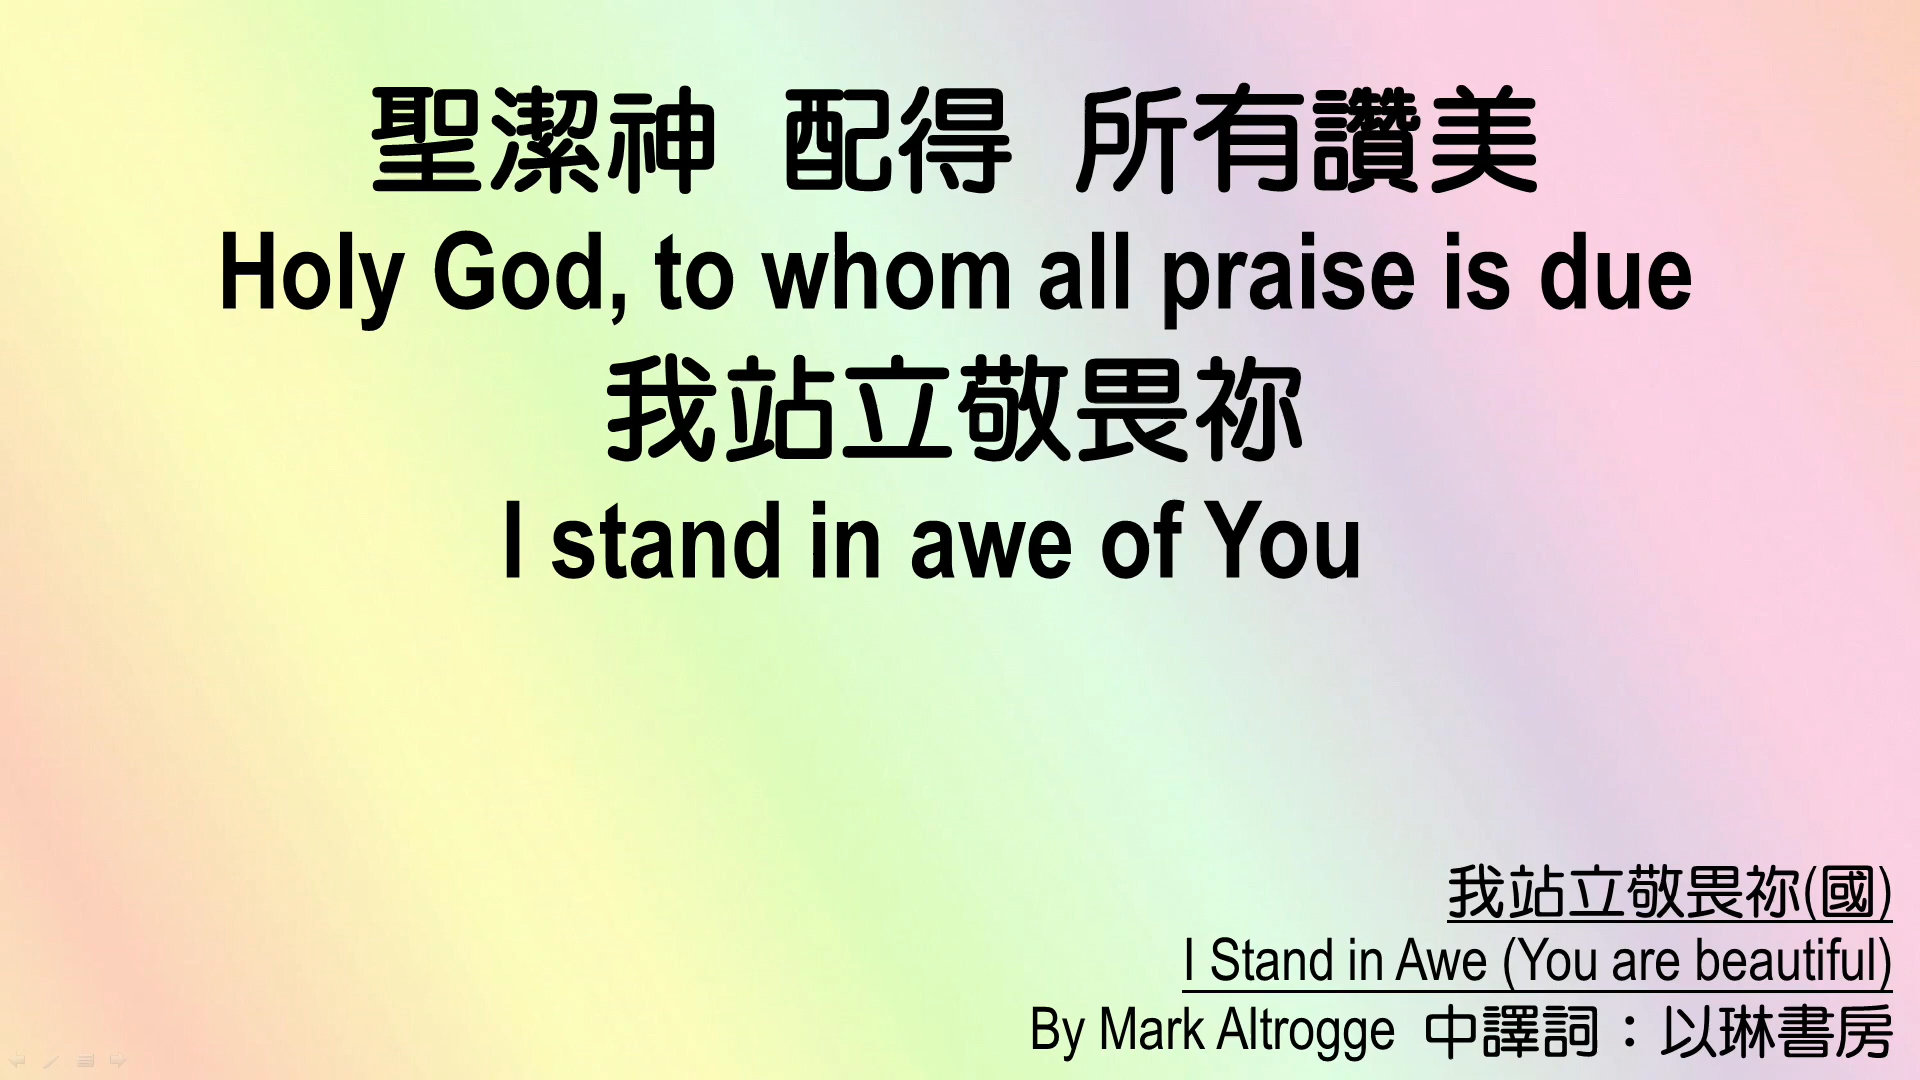 聖潔神 配得 所有讚美
Holy God, to whom all praise is due
我站立敬畏祢
I stand in awe of You
我站立敬畏祢(國)
I Stand in Awe (You are beautiful)
By Mark Altrogge 中譯詞：以琳書房